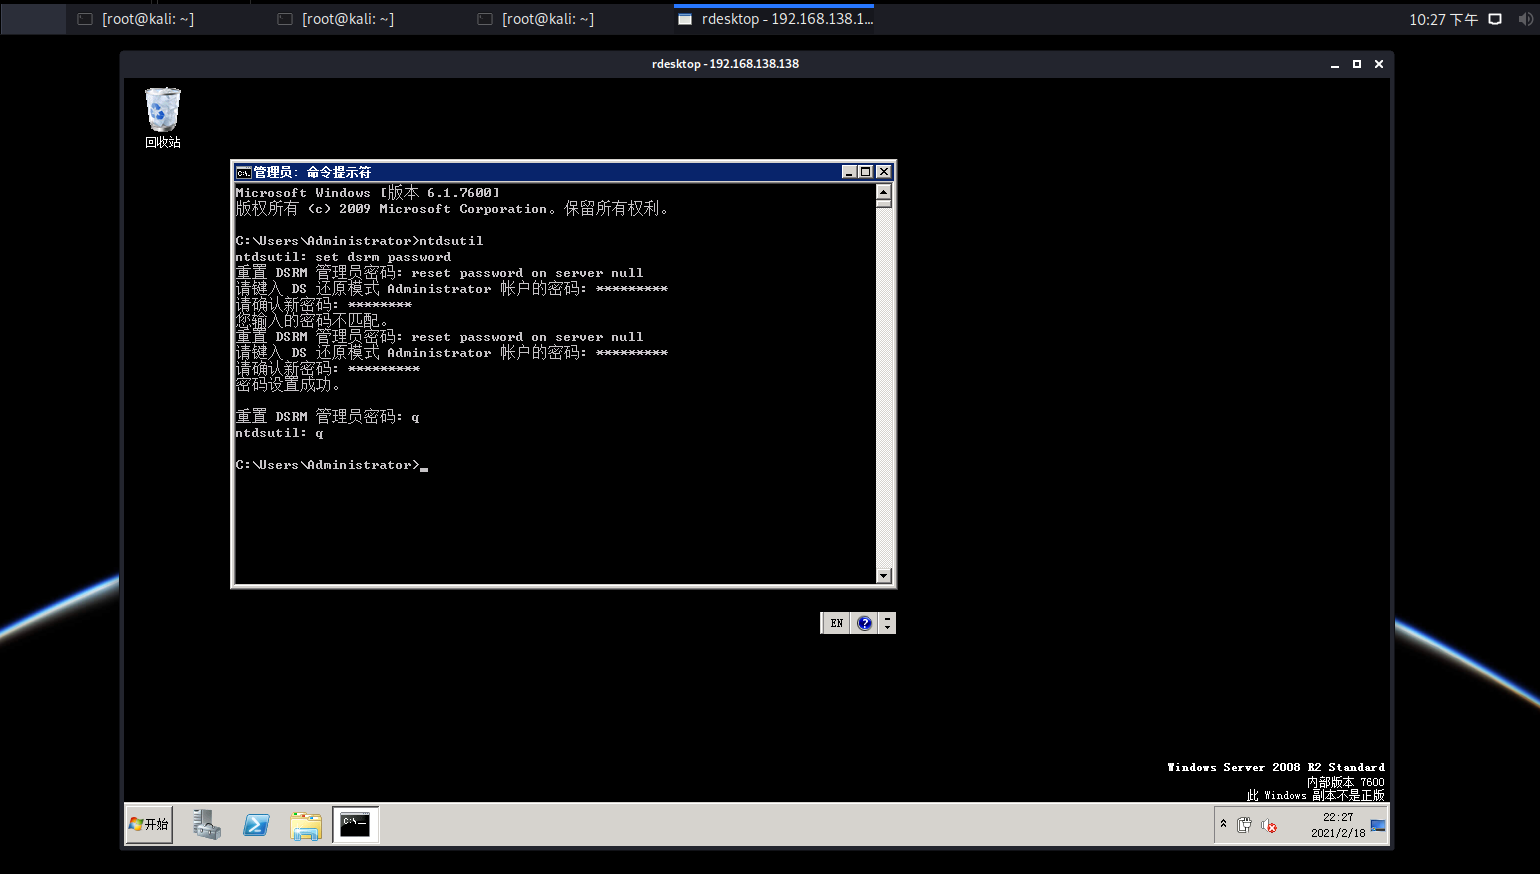 [root@kali: ~]
[root@kali: ~]
[root@kali: ~]
rdesktop - 192.168.138.1...
10:27 下午
rdesktop - 192.168.138.138
回收站
管理员: 命令提示符
Microsoft Windows [版本 6.1.7600]
版权所有 (c) 2009 Microsoft Corporation。保留所有权利。
C:\Users\Administrator>ntdsutil
ntdsutil: set dsrm password
重置 DSRM 管理员密码: reset password on server null
请键入 DS 还原模式 Administrator 帐户的密码: *********
请确认新密码: ********
您输入的密码不匹配。
重置 DSRM 管理员密码: reset password on server null
请键入 DS 还原模式 Administrator 帐户的密码: *********
请确认新密码: *********
密码设置成功。
重置 DSRM 管理员密码: q
ntdsutil: q
C:\Users\Administrator>_
EN
Windows Server 2008 R2 Standard
内部版本 7600
此 Windows 副本不是正版
开始
C:\_
22:27
2021/2/18